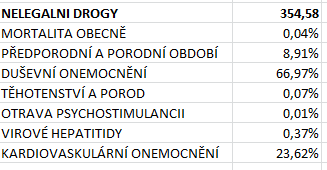 NELEGALNI DROGY 354,58
MORTALITA OBECNĚ 0,04%
PŘEDPORODNÍ A PORODNÍ OBDOBÍ 8,91%
DUŠEVNÍ ONEMOCNĚNÍ 66,97%
TĚHOTENSTVÍ A POROD 0,07%
OTRAVA PSYCHOSTIMULANCII 0,01%
VIROVÉ HEPATITIDY 0,37%
KARDIOVASKULÁRNÍ ONEMOCNĚNÍ 23,62%